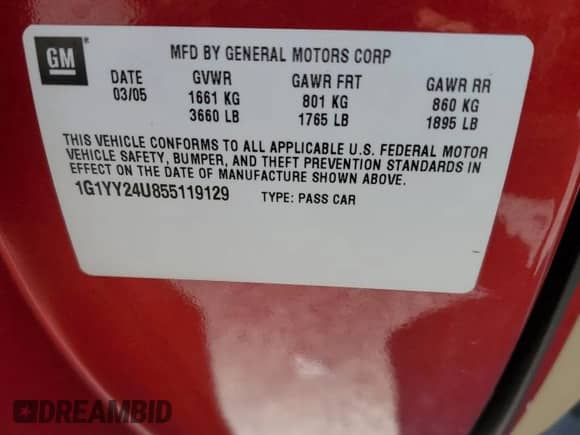 GM®
MFD BY GENERAL MOTORS CORP
DATE GVWR GAWR FRT GAWR RR
03/05 1661 KG 801 KG 860 KG
3660 LB 1765 LB 1895 LB
THIS VEHICLE CONFORMS TO ALL APPLICABLE U.S. FEDERAL MOTOR
VEHICLE SAFETY, BUMPER, AND THEFT PREVENTION STANDARDS IN
EFFECT ON THE DATE OF MANUFACTURE SHOWN ABOVE.
1G1YY24U855119129 TYPE: PASS CAR
DREAMBID